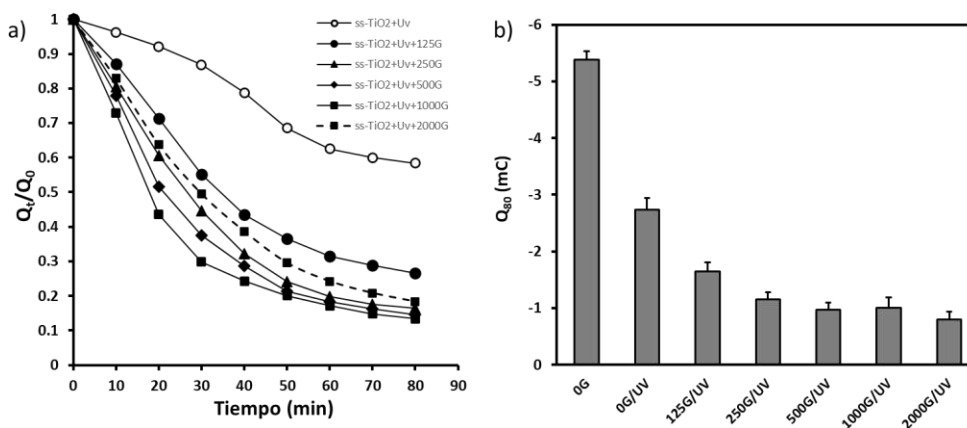 a)
ss-TiO2+Uv
ss-TiO2+Uv+125G
ss-TiO2+Uv+250G
ss-TiO2+Uv+500G
ss-TiO2+Uv+1000G
ss-TiO2+Uv+2000G
1
0.9
0.8
0.7
0.6
0.5
0.4
0.3
0.2
0.1
0
Qt/Q0
0 10 20 30 40 50 60 70 80 90
Tiempo (min)
b)
-6
-5
-3
-2
-1
0
Q80 (mC)
0G 0G/UV 125G/UV 250G/UV 500G/UV 1000G/UV 2000G/UV